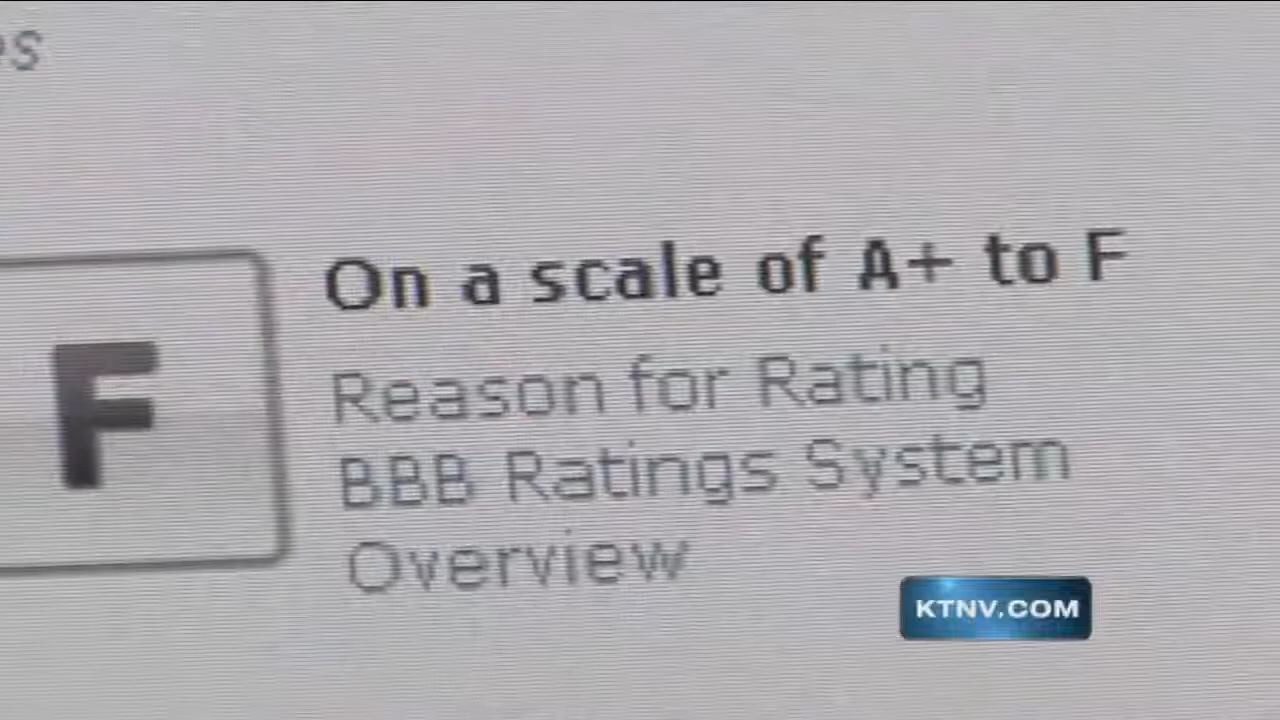 On a scale of A+ to F
F
Reason for Rating
BBB Ratings System
Overview
KTNV.COM